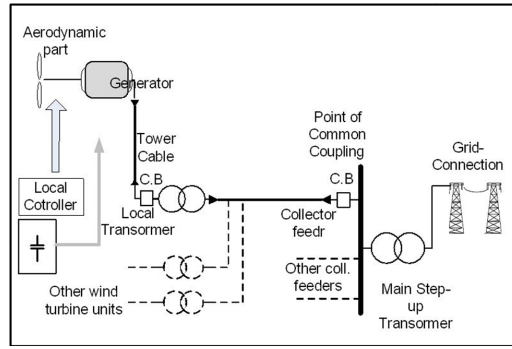 Aerodynamic
part
Generator
Tower
Cable
C.B
Local
Transormer
Local
Cotroller
Other wind
turbine units
Point of
Common
Coupling
C.B
Collector
feedr
Other coll.
feeders
Grid-
Connection
Main Step-
up
Transormer